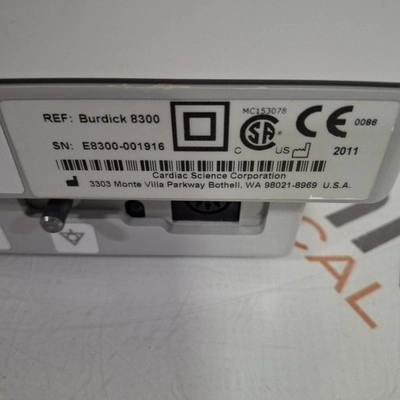 REF: Burdick 8300
MC153078
CE 0086
SA
C US
SN: E8300-001916
2011
Cardiac Science Corporation
3303 Monte Villa Parkway Bothell, WA 98021-8969 U.S.A.
CAL